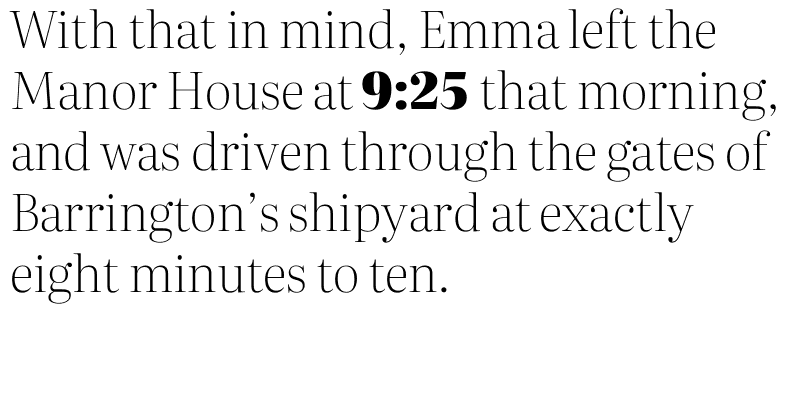 With that in mind, Emma left the
Manor House at 9:25 that morning,
and was driven through the gates of
Barrington’s shipyard at exactly
eight minutes to ten.